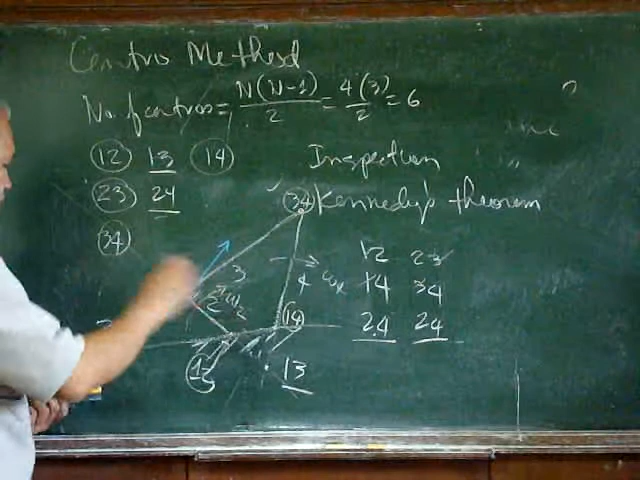 Centro Method
No. of centros = N(N-1)/2 = 4(3)/2 = 6
12 13 14
Inspection "
23 24
34 Kennedy's theorem
34
12 23
3
14 34
4
2
14
24 24
13